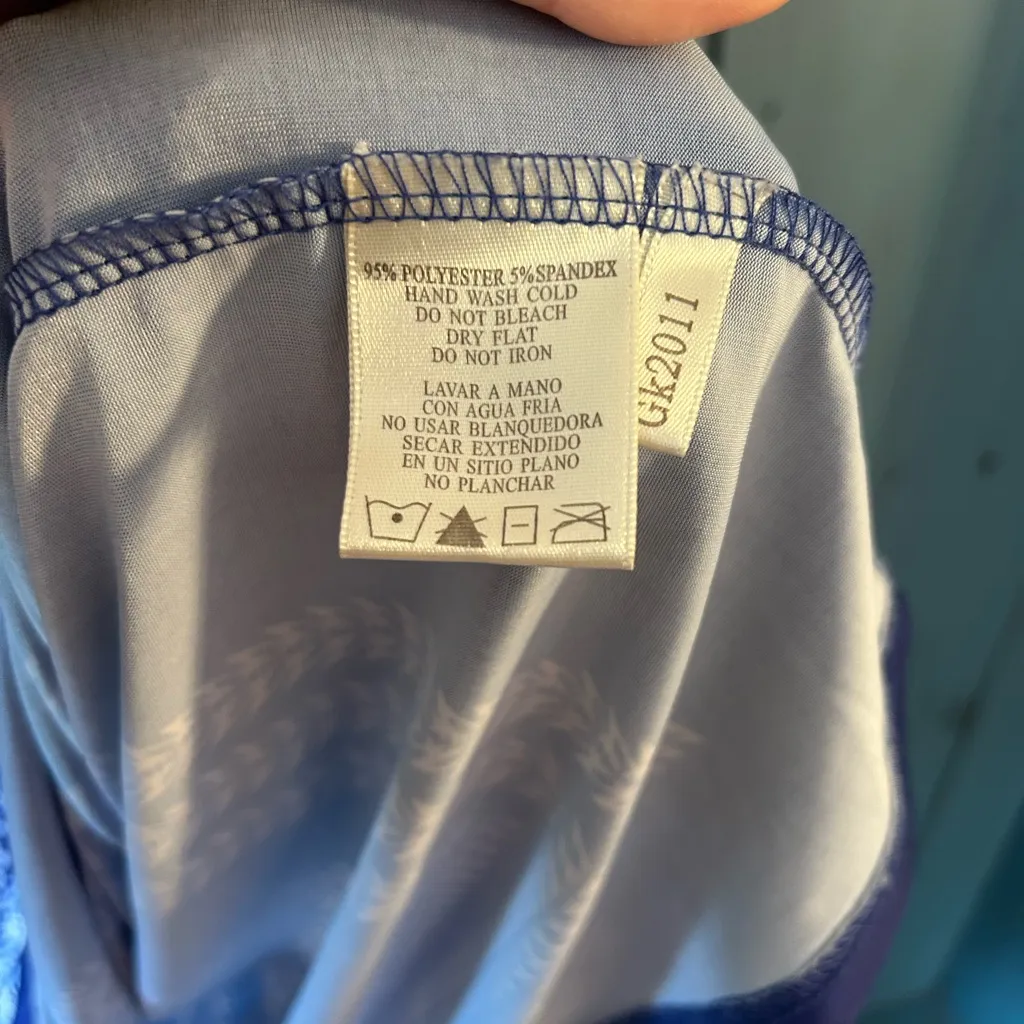 95% POLYESTER 5%SPANDEX
HAND WASH COLD
DO NOT BLEACH
DRY FLAT
DO NOT IRON
LAVAR A MANO
CON AGUA FRIA
NO USAR BLANQUEDORA
SECAR EXTENDIDO
EN UN SITIO PLANO
NO PLANCHAR
Gk2011